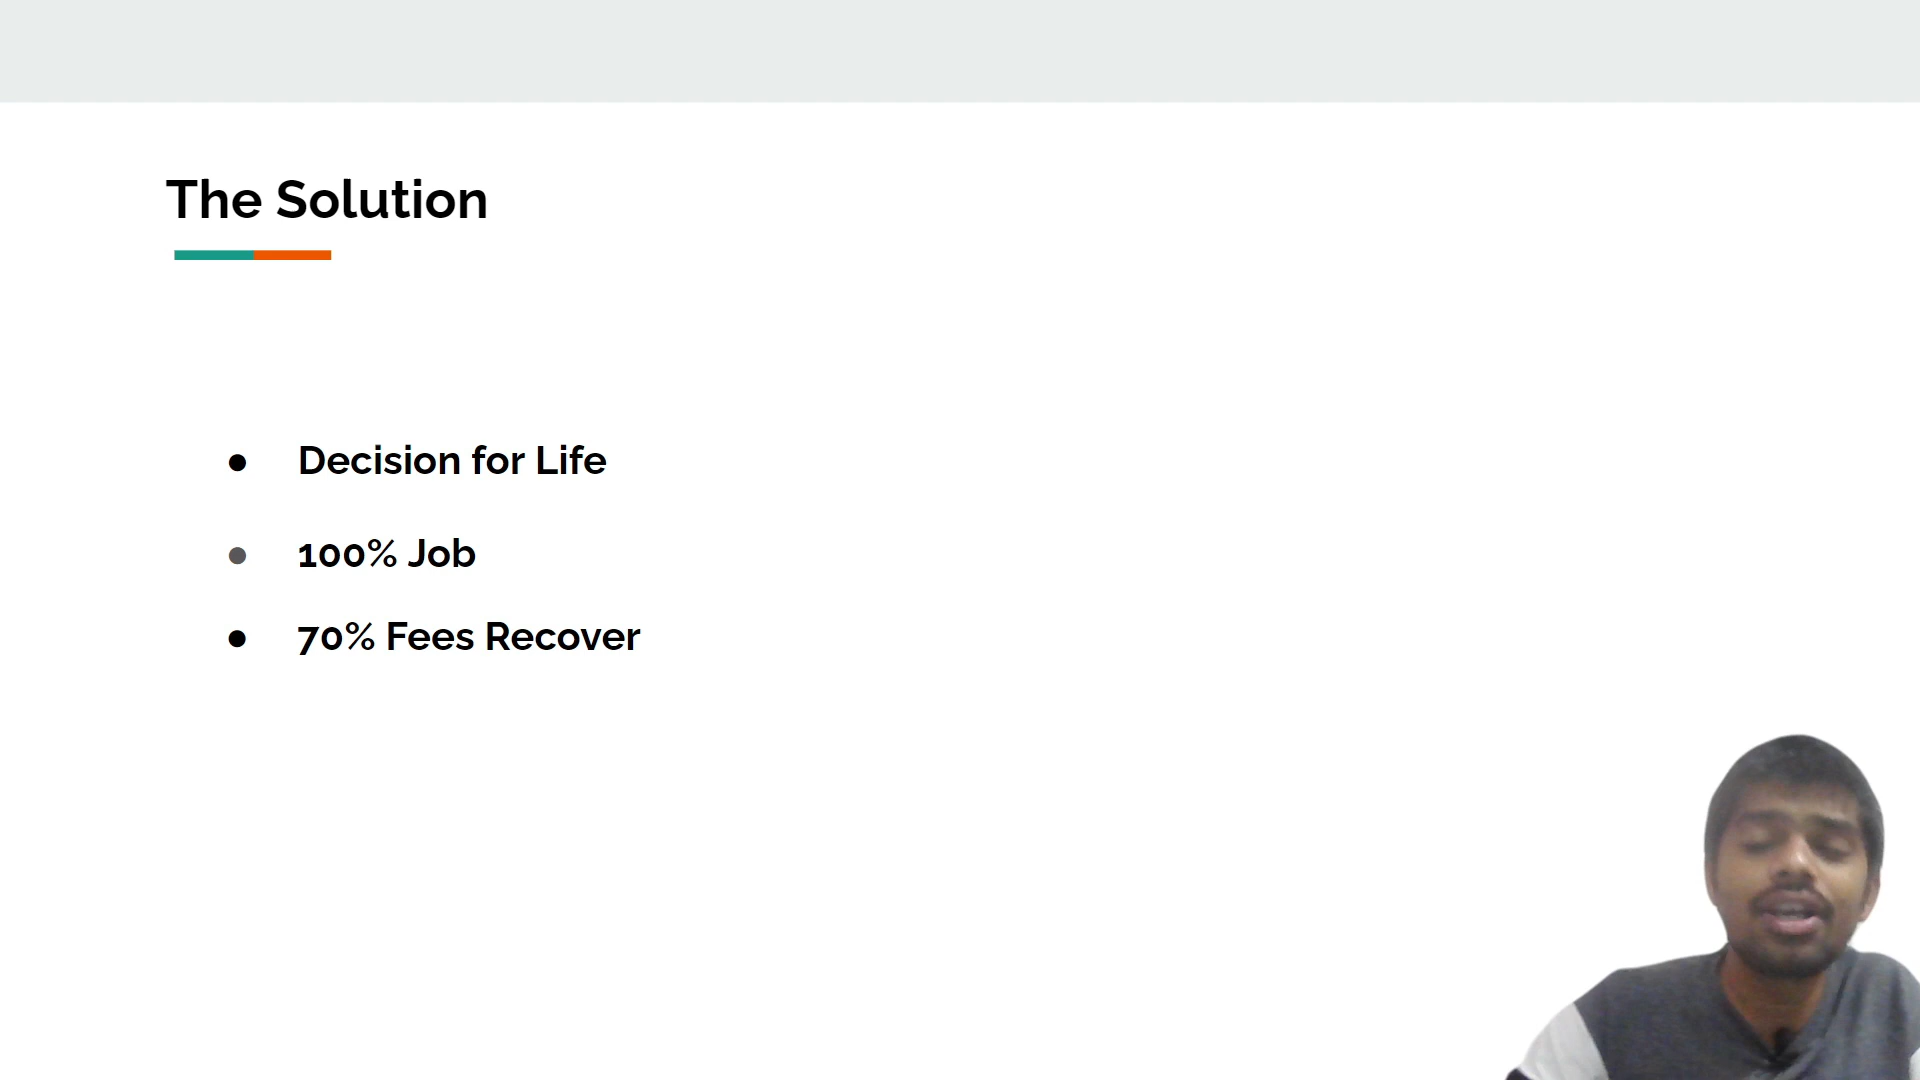 The Solution
● Decision for Life
● 100% Job
● 70% Fees Recover